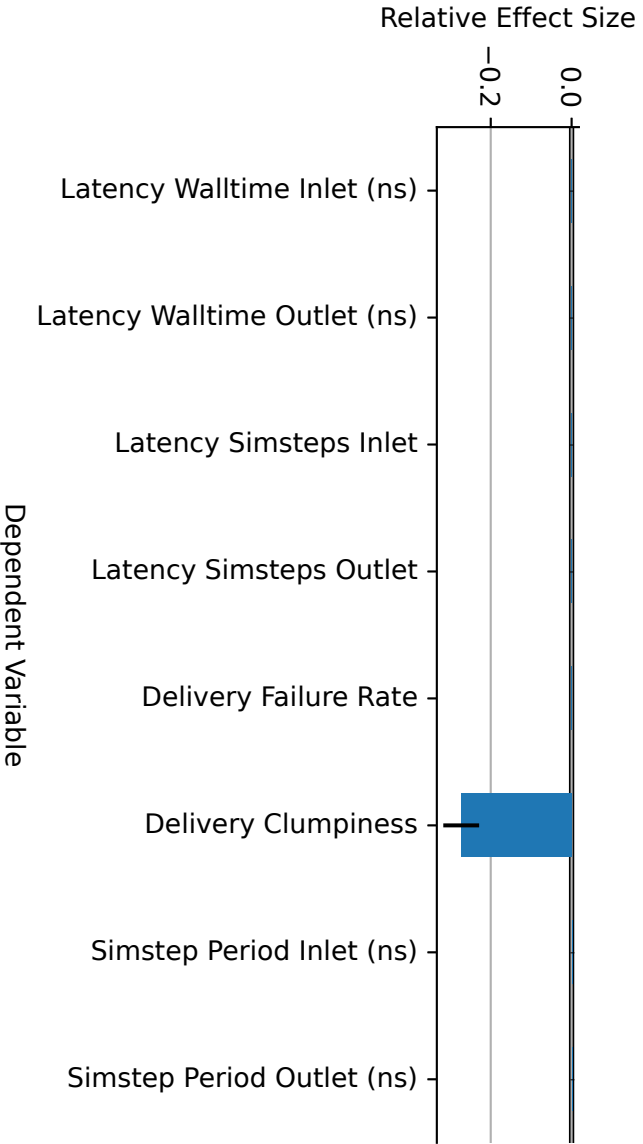 Relative Effect Size
−0.2
0.0
Latency Walltime Inlet (ns)
Latency Walltime Outlet (ns)
Latency Simsteps Inlet
Latency Simsteps Outlet
Delivery Failure Rate
Delivery Clumpiness
Simstep Period Inlet (ns)
Simstep Period Outlet (ns)
Dependent Variable